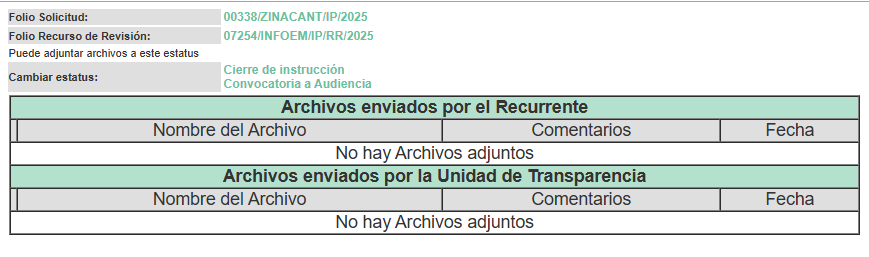 Folio Solicitud: 00338/ZINACANT/IP/2025
Folio Recurso de Revisión: 07254/INFOEM/IP/RR/2025
Puede adjuntar archivos a este estatus
Cambiar estatus: Cierre de instrucción
Convocatoria a Audiencia
Archivos enviados por el Recurrente
Nombre del Archivo Comentarios Fecha
No hay Archivos adjuntos
Archivos enviados por la Unidad de Transparencia
Nombre del Archivo Comentarios Fecha
No hay Archivos adjuntos